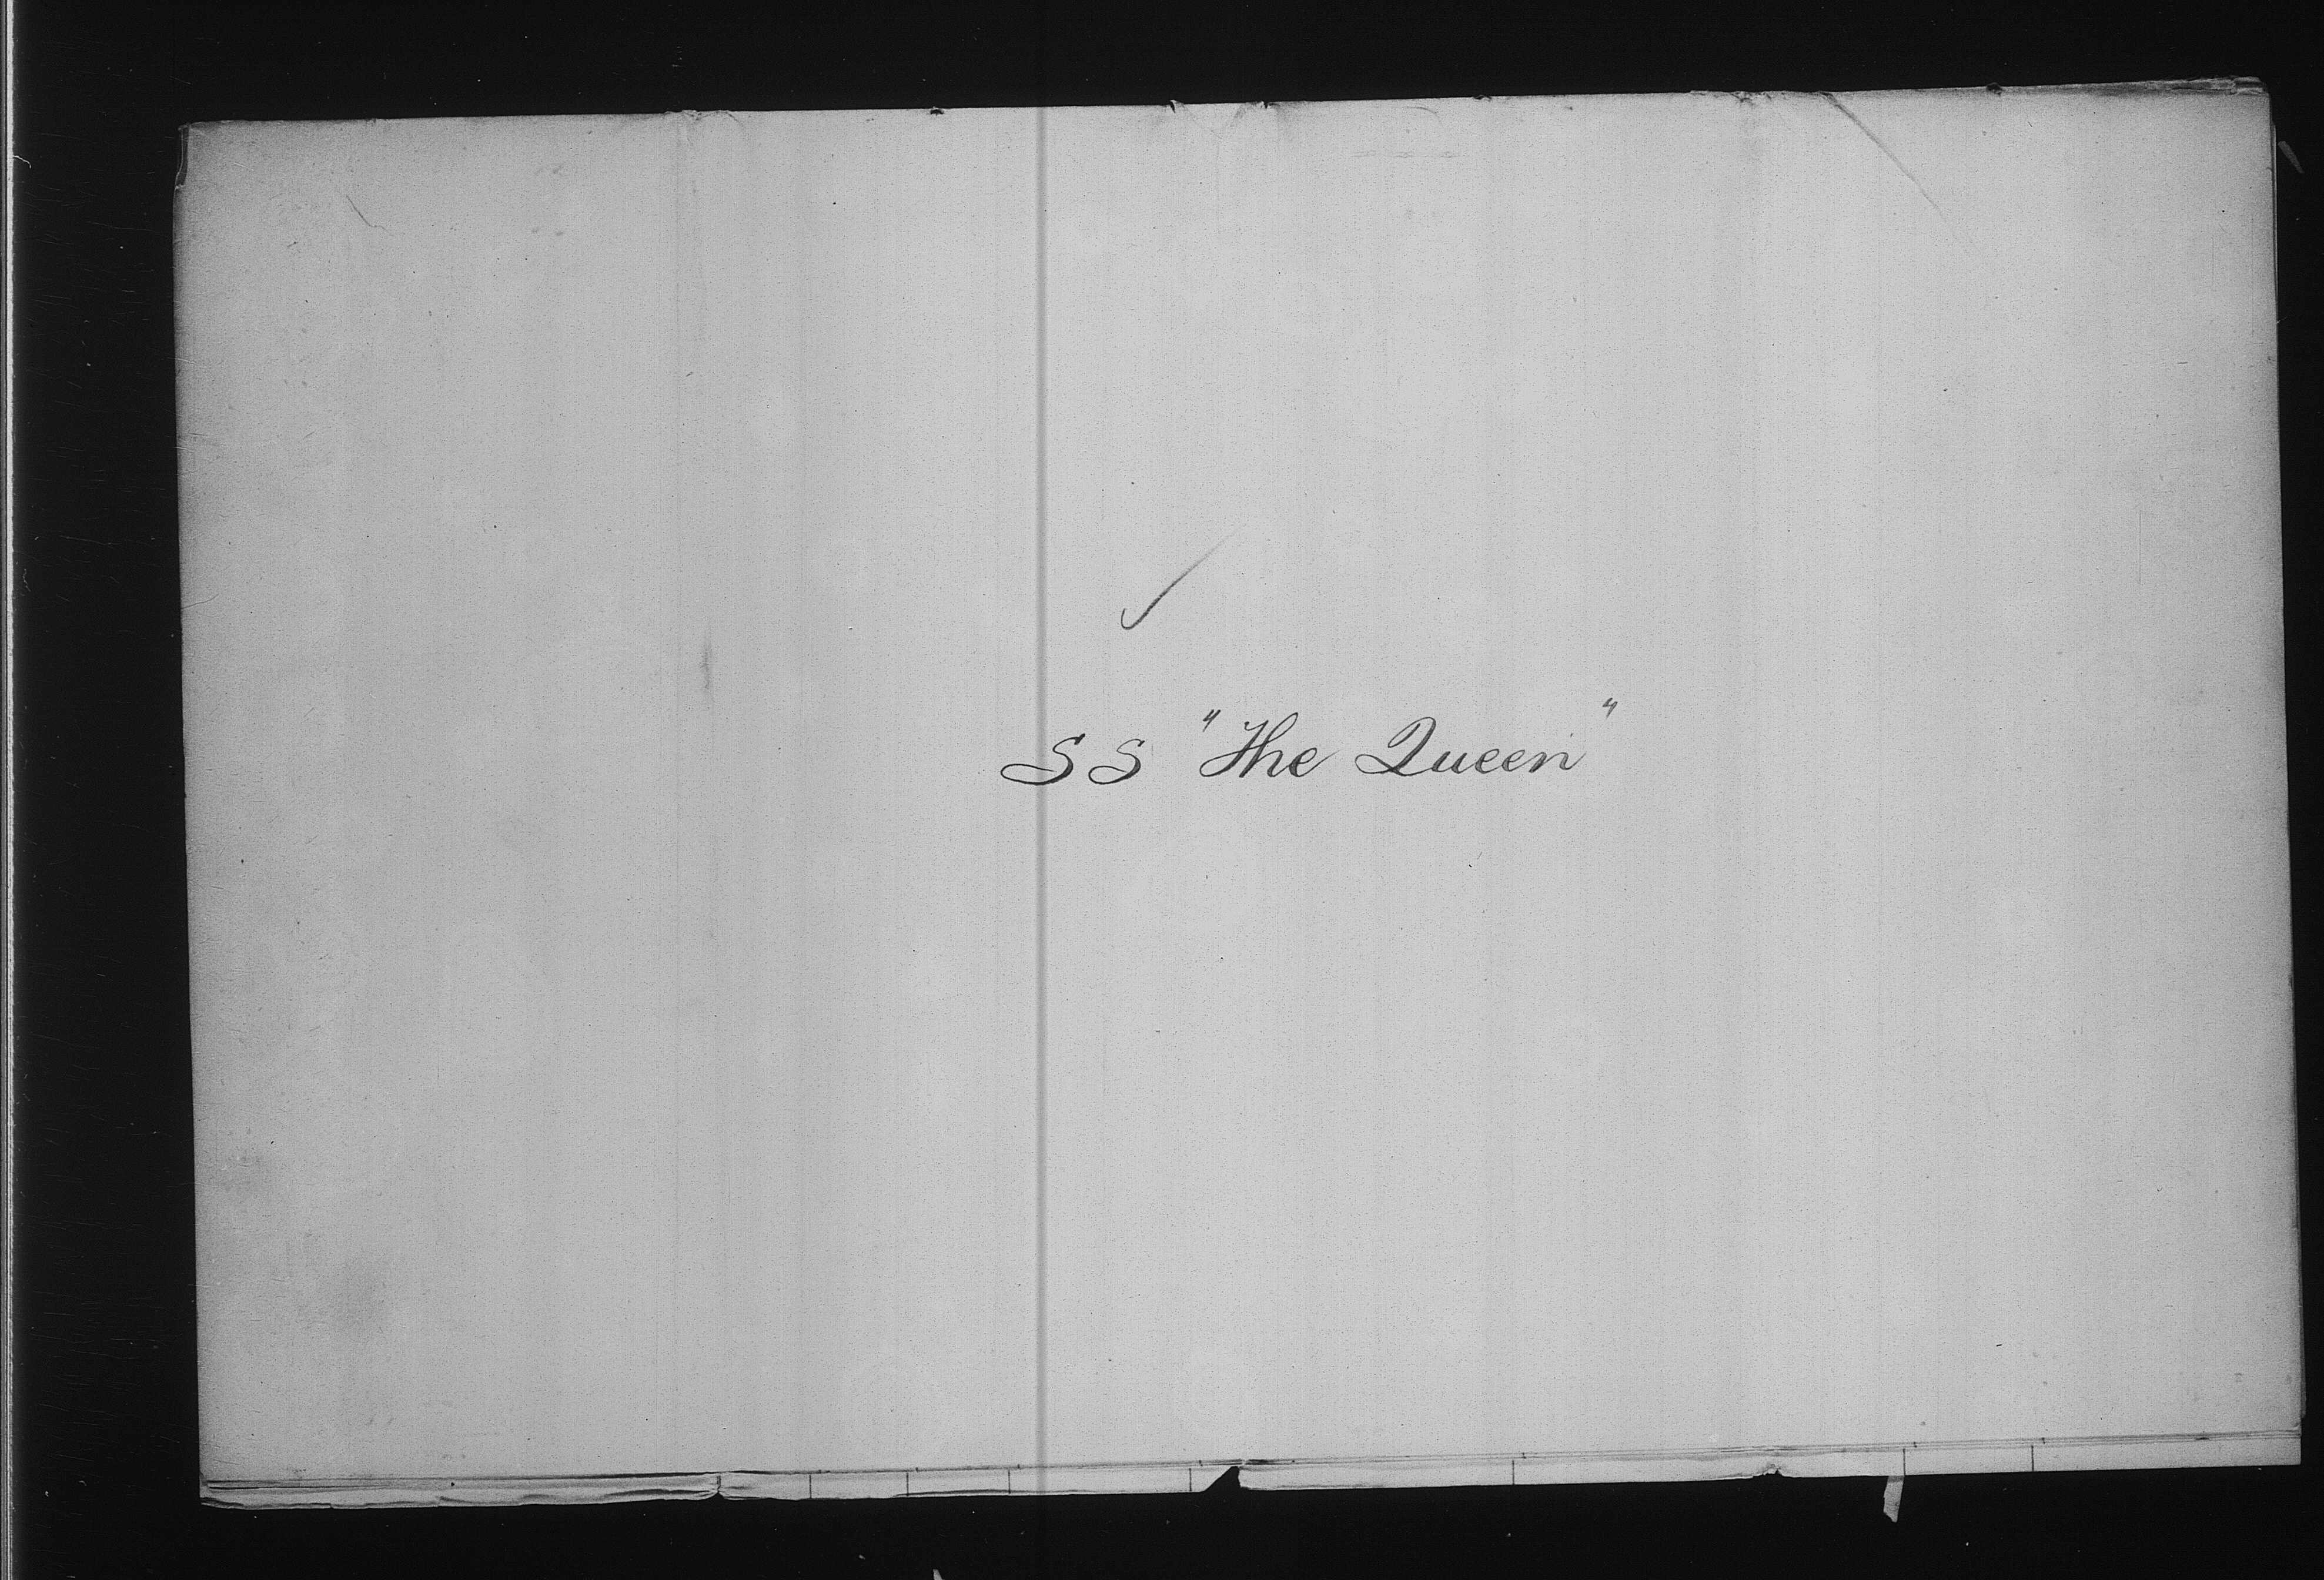 SS "The Queen"